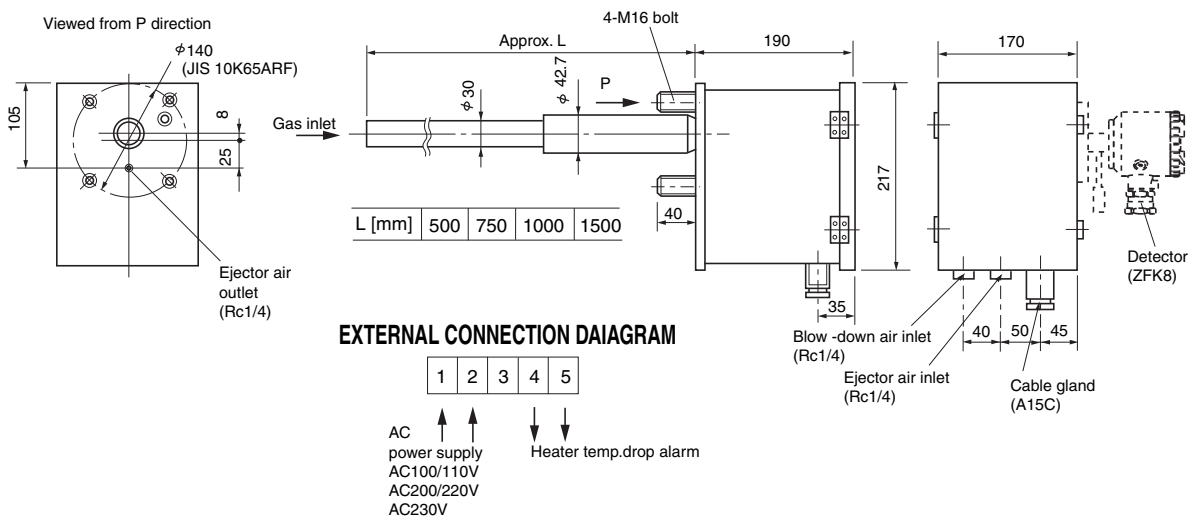 Viewed from P direction
φ140
(JIS 10K65ARF)
105
8
25
Ejector air
outlet
(Rc1/4)
4-M16 bolt
Approx. L
190
φ 30
φ 42.7
P
Gas inlet
40
217
35
L [mm] 500 750 1000 1500
170
Detector
(ZFK8)
Blow -down air inlet
(Rc1/4)
40 50 45
Ejector air inlet
(Rc1/4)
Cable gland
(A15C)
EXTERNAL CONNECTION DAIAGRAM
1 2 3 4 5
AC
power supply
AC100/110V
AC200/220V
AC230V
Heater temp.drop alarm